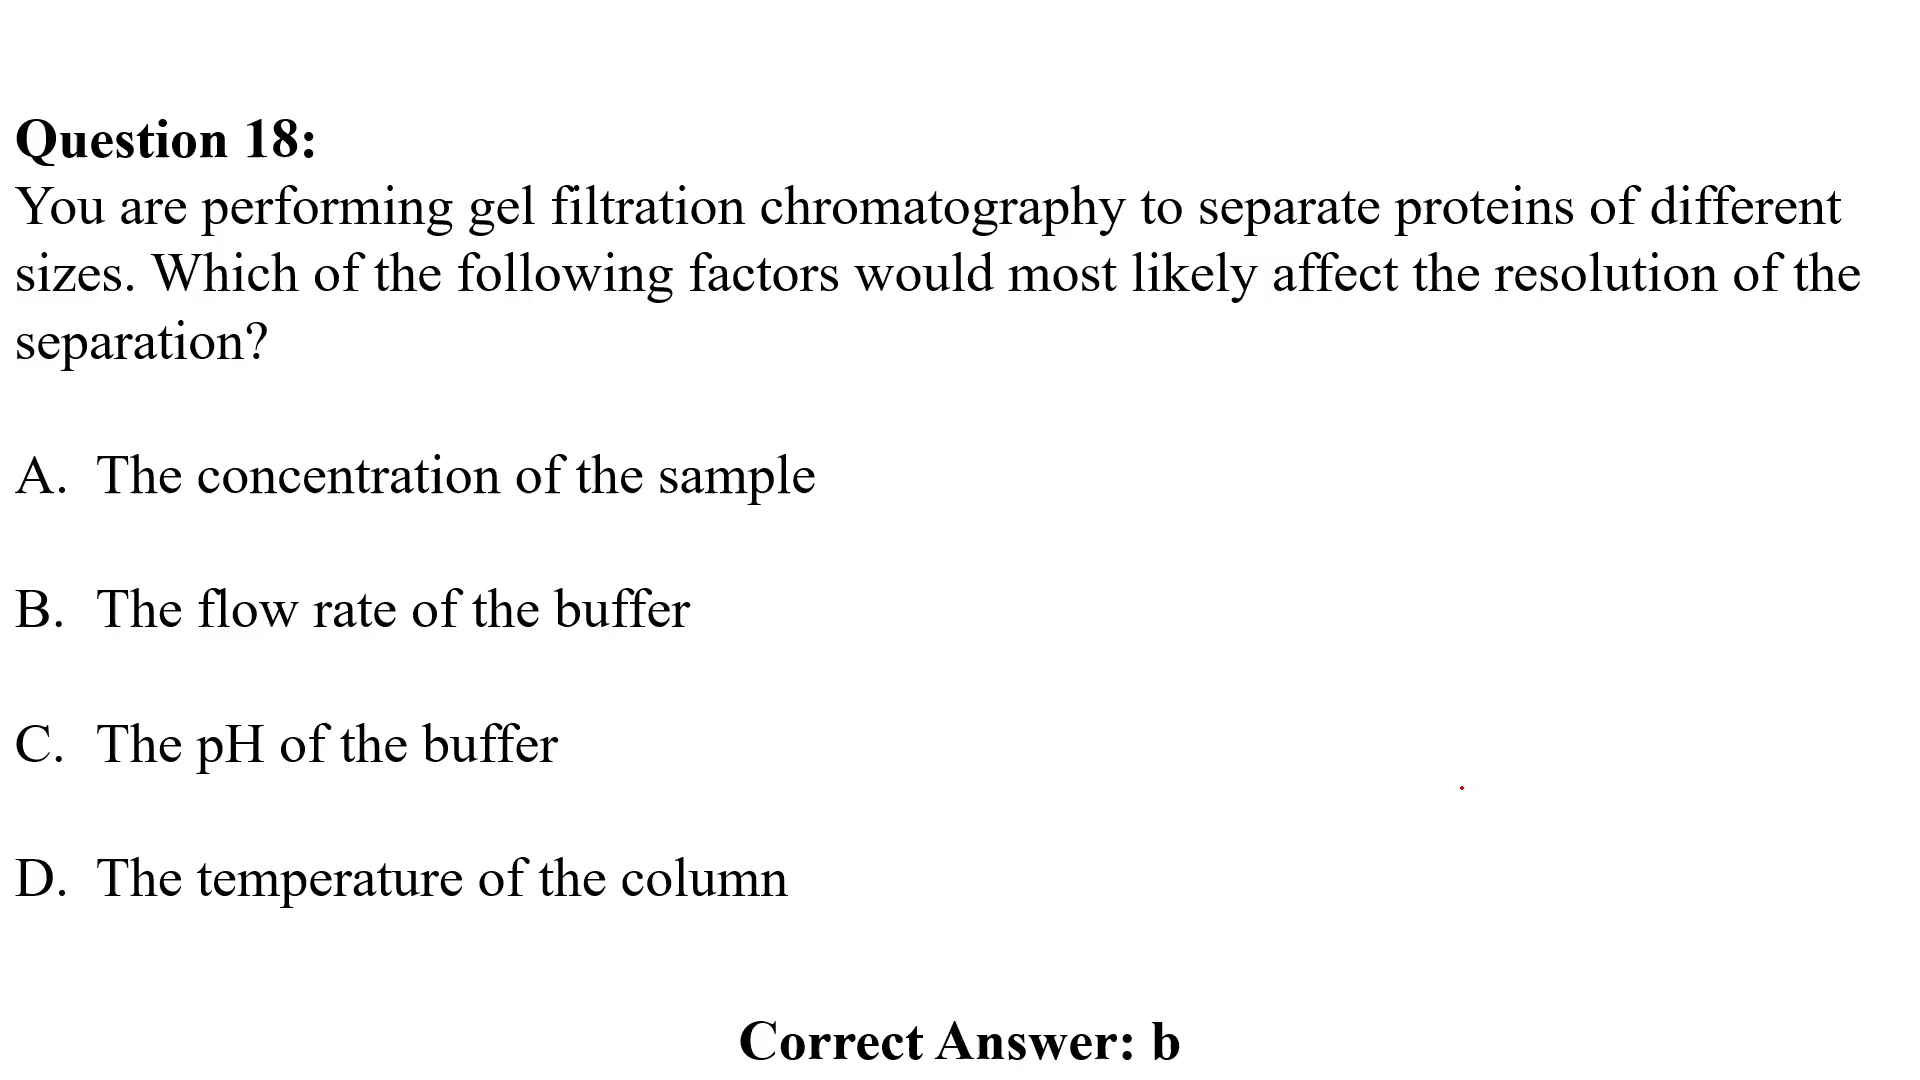 Question 18:
You are performing gel filtration chromatography to separate proteins of different
sizes. Which of the following factors would most likely affect the resolution of the
separation?
A. The concentration of the sample
B. The flow rate of the buffer
C. The pH of the buffer
D. The temperature of the column
Correct Answer: b